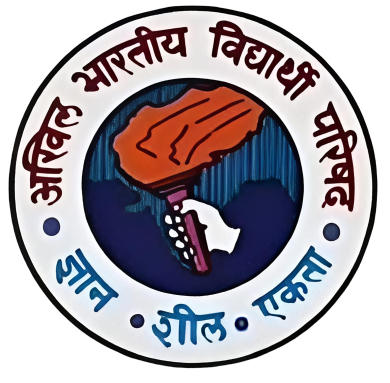 अखिल भारतीय विद्यार्थी परिषद
ज्ञान • शील • एकता